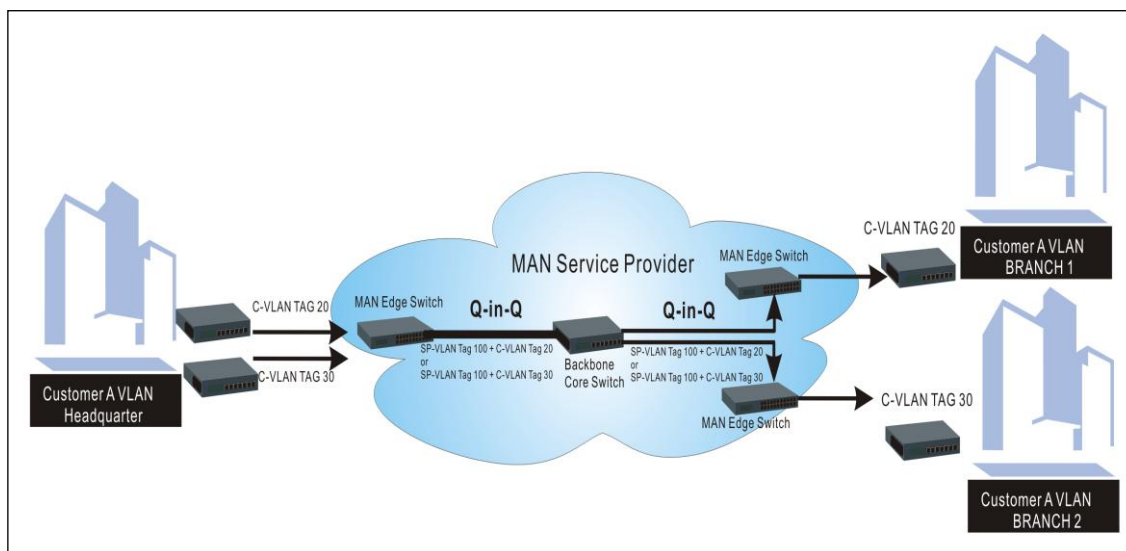 C-VLAN TAG 20
C-VLAN TAG 30
Customer A VLAN
Headquarter
MAN Service Provider
MAN Edge Switch
Q-in-Q
SP-VLAN Tag 100 + C-VLAN Tag 20
or
SP-VLAN Tag 100 + C-VLAN Tag 30
Backbone
Core Switch
Q-in-Q
SP-VLAN Tag 100 + C-VLAN Tag 20
or
SP-VLAN Tag 100 + C-VLAN Tag 30
MAN Edge Switch
MAN Edge Switch
C-VLAN TAG 20
Customer A VLAN
BRANCH 1
C-VLAN TAG 30
Customer A VLAN
BRANCH 2